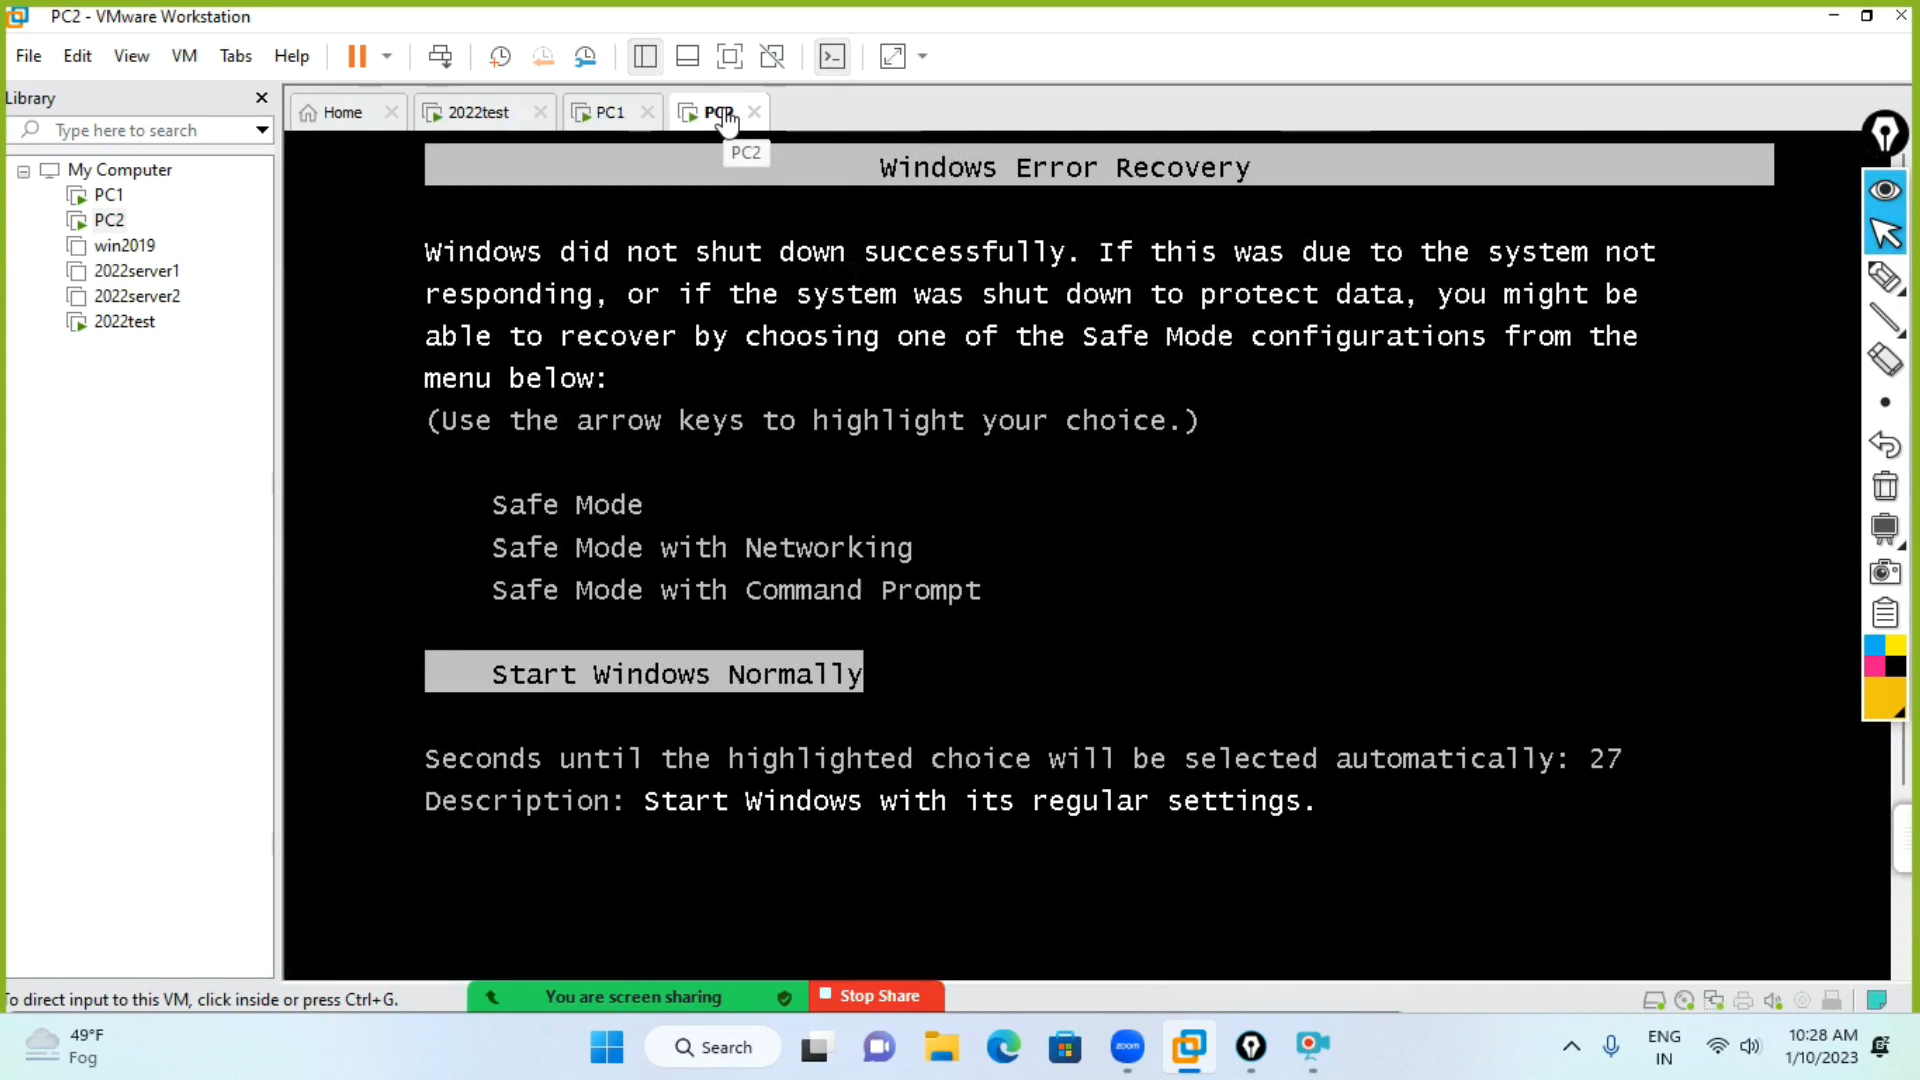 PC2 - VMware Workstation
File Edit View VM Tabs Help
Library
Type here to search
My Computer
PC1
PC2
win2019
2022server1
2022server2
2022test
Home 2022test PC1
PC2
Windows Error Recovery
Windows did not shut down successfully. If this was due to the system not
responding, or if the system was shut down to protect data, you might be
able to recover by choosing one of the Safe Mode configurations from the
menu below:
(Use the arrow keys to highlight your choice.)
Safe Mode
Safe Mode with Networking
Safe Mode with Command Prompt
Start Windows Normally
Seconds until the highlighted choice will be selected automatically: 27
Description: Start Windows with its regular settings.
To direct input to this VM, click inside or press Ctrl+G.
You are screen sharing Stop Share
49°F
Fog
Search
zoom
ENG
IN
10:28 AM
1/10/2023